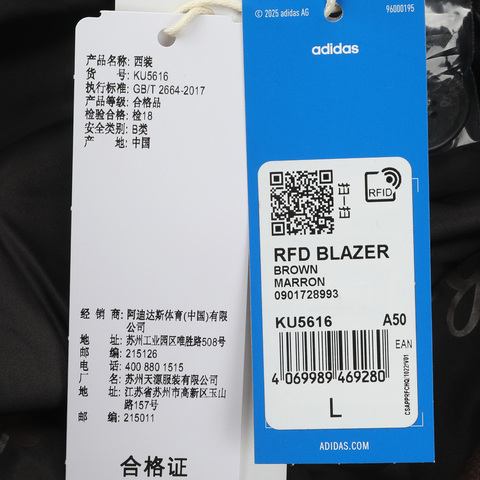 产品名称: 西装
货 号: KU5616
执行标准: GB/T 2664-2017
产品等级: 合格品
检验合格: 检18
安全类别: B类
产 地: 中国
经 销 商: 阿迪达斯体育(中国)有限
公司
地 址: 苏州工业园区唯胜路508号
邮 编: 215126
电 话: 400 880 1515
厂 名: 苏州天源服装有限公司
地 址: 江苏省苏州市高新区玉山
路157号
邮 编: 215011
合格证
© 2025 adidas AG
96000195
adidas
RFID
RFD BLAZER
BROWN
MARRON
0901728993
KU5616 A50
EAN
4 069989 469280
L
ADIDAS.COM